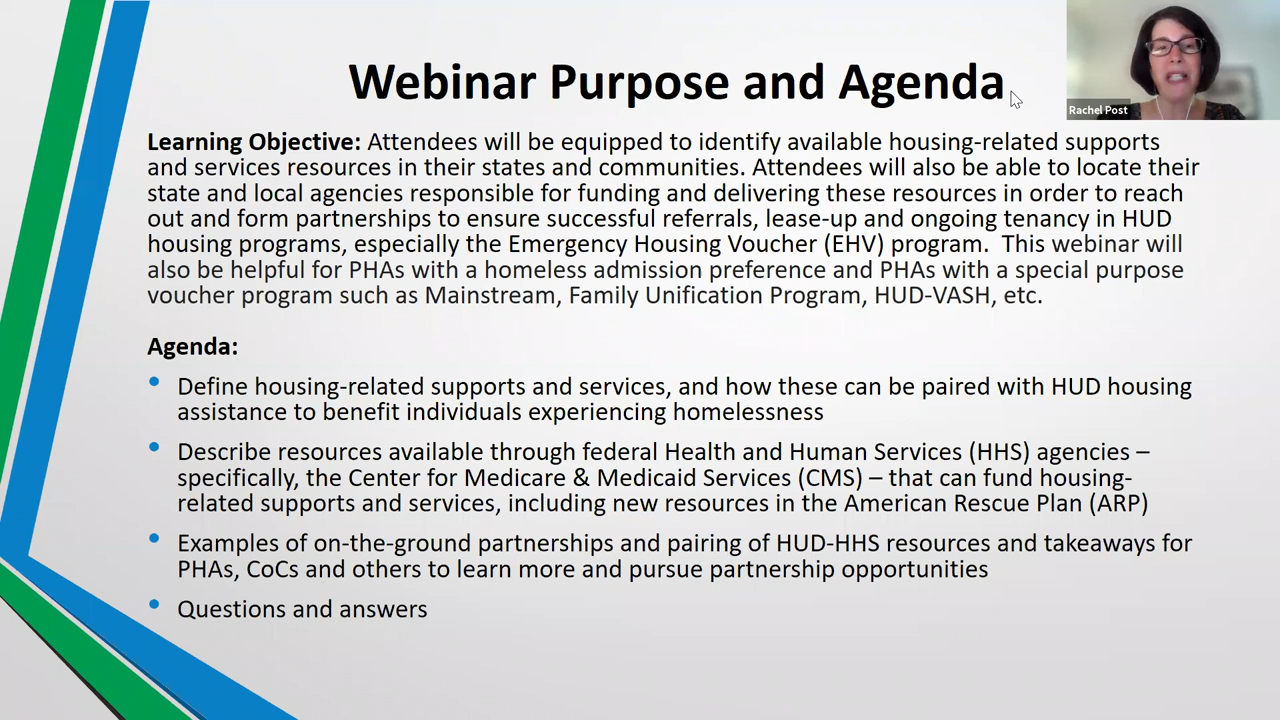 Webinar Purpose and Agenda
Rachel Post
Learning Objective: Attendees will be equipped to identify available housing-related supports
and services resources in their states and communities. Attendees will also be able to locate their
state and local agencies responsible for funding and delivering these resources in order to reach
out and form partnerships to ensure successful referrals, lease-up and ongoing tenancy in HUD
housing programs, especially the Emergency Housing Voucher (EHV) program.  This webinar will
also be helpful for PHAs with a homeless admission preference and PHAs with a special purpose
voucher program such as Mainstream, Family Unification Program, HUD-VASH, etc.
Agenda:
• Define housing-related supports and services, and how these can be paired with HUD housing
assistance to benefit individuals experiencing homelessness
• Describe resources available through federal Health and Human Services (HHS) agencies –
specifically, the Center for Medicare & Medicaid Services (CMS) – that can fund housing-
related supports and services, including new resources in the American Rescue Plan (ARP)
• Examples of on-the-ground partnerships and pairing of HUD-HHS resources and takeaways for
PHAs, CoCs and others to learn more and pursue partnership opportunities
• Questions and answers